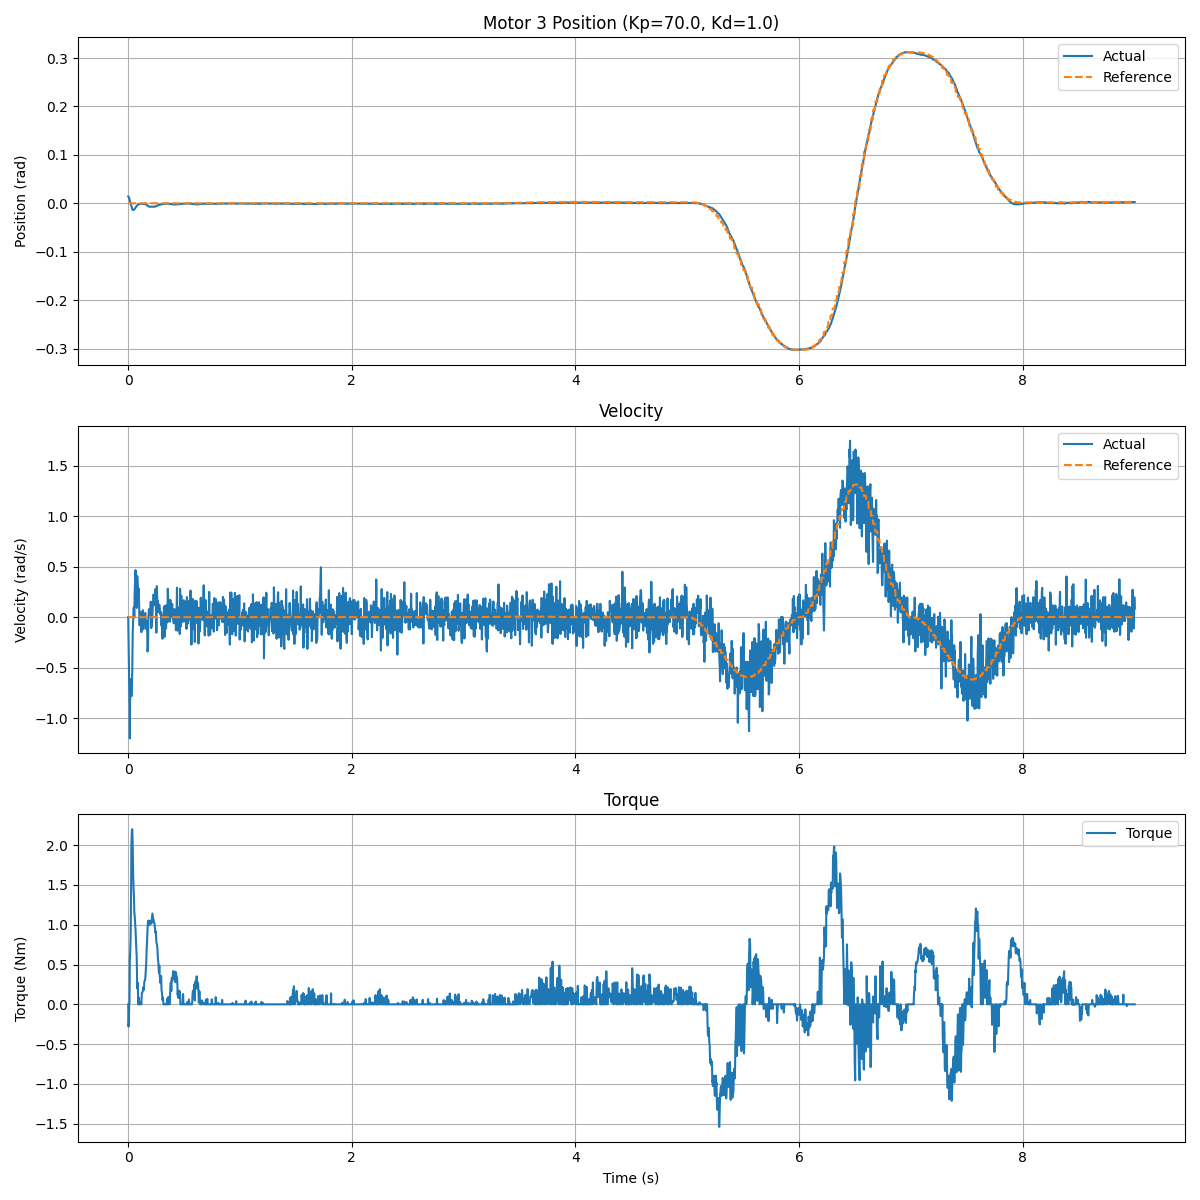 Motor 3 Position (Kp=70.0, Kd=1.0)
0.3
0.2
0.1
0.0
−0.1
−0.2
−0.3
Position (rad)
Actual
Reference
0 2 4 6 8
Velocity
1.5
1.0
0.5
0.0
−0.5
−1.0
Velocity (rad/s)
Actual
Reference
0 2 4 6 8
Torque
2.0
1.5
1.0
0.5
0.0
−0.5
−1.0
−1.5
Torque (Nm)
Torque
0 2 4 6 8
Time (s)